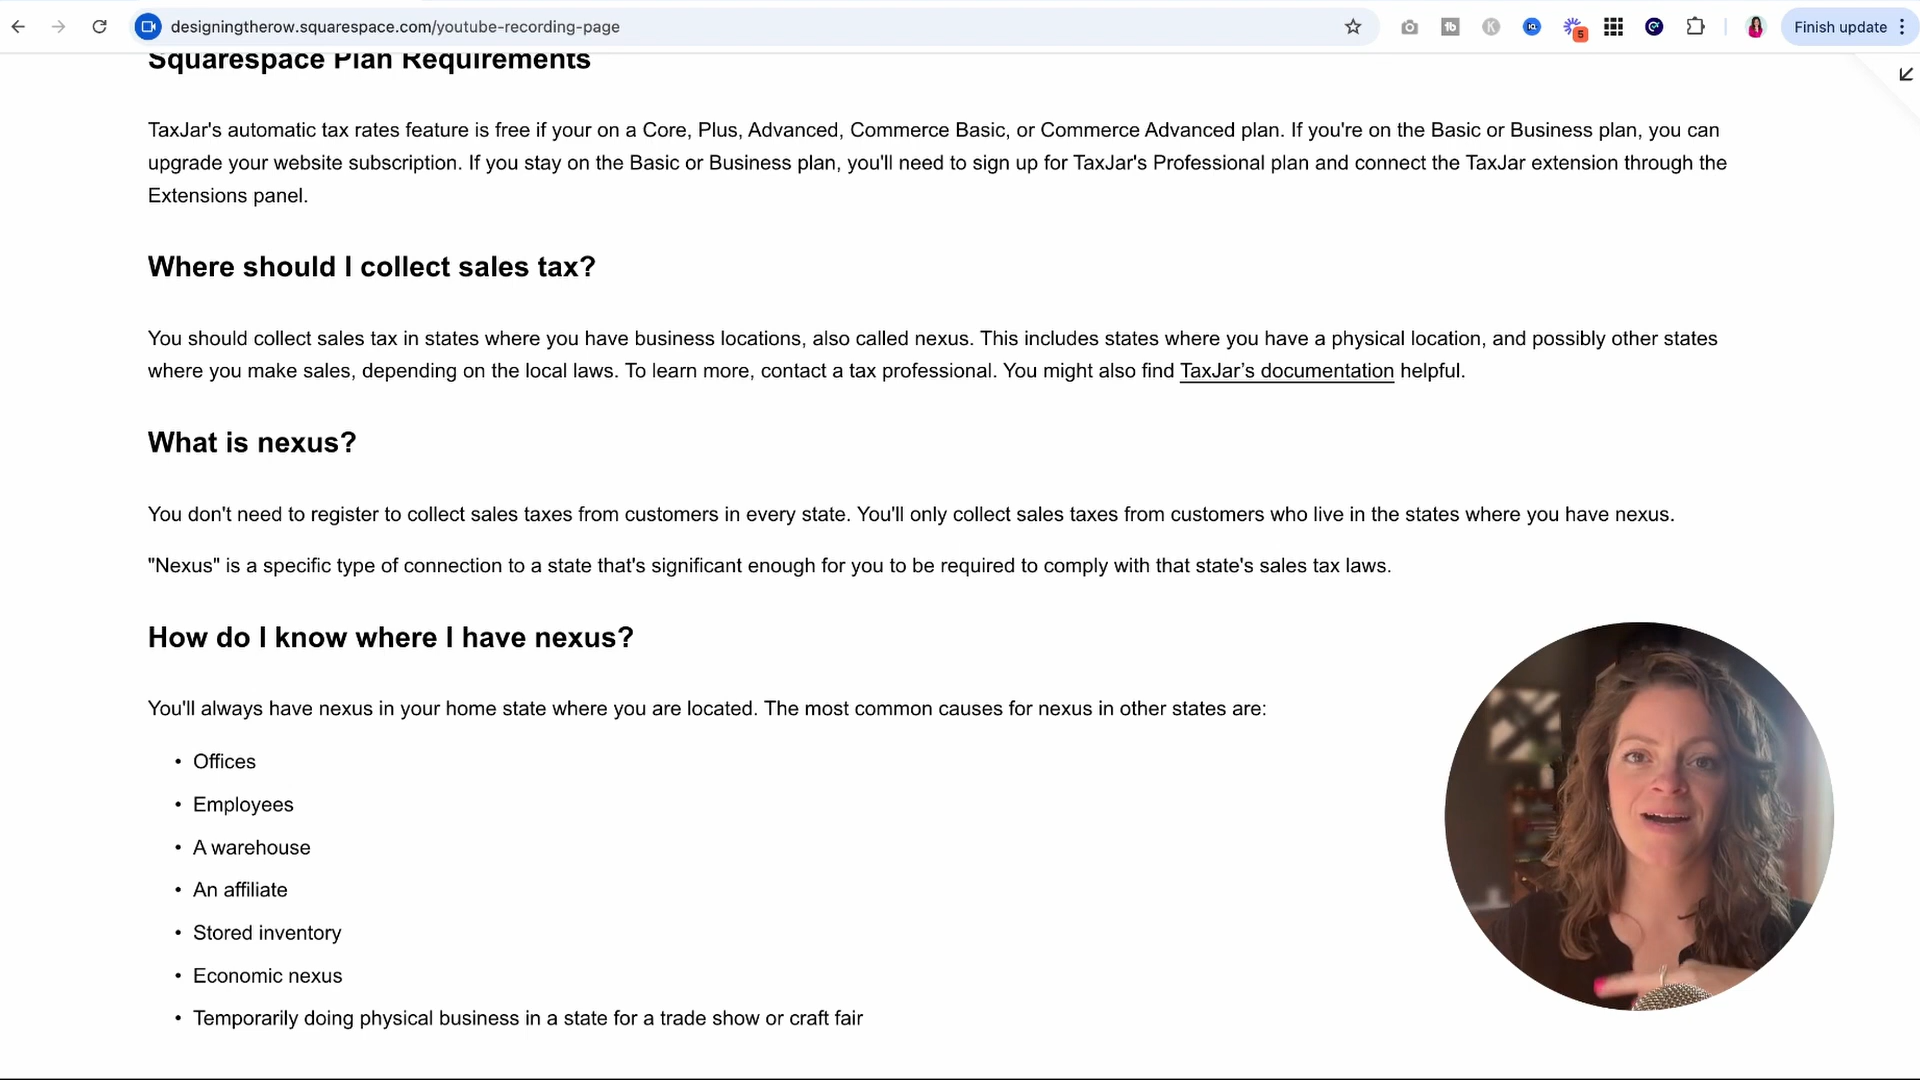 designingtherow.squarespace.com/youtube-recording-page
5
Finish update
Squarespace Plan Requirements
TaxJar's automatic tax rates feature is free if your on a Core, Plus, Advanced, Commerce Basic, or Commerce Advanced plan. If you're on the Basic or Business plan, you can
upgrade your website subscription. If you stay on the Basic or Business plan, you'll need to sign up for TaxJar's Professional plan and connect the TaxJar extension through the
Extensions panel.
Where should I collect sales tax?
You should collect sales tax in states where you have business locations, also called nexus. This includes states where you have a physical location, and possibly other states
where you make sales, depending on the local laws. To learn more, contact a tax professional. You might also find TaxJar’s documentation helpful.
What is nexus?
You don't need to register to collect sales taxes from customers in every state. You'll only collect sales taxes from customers who live in the states where you have nexus.
"Nexus" is a specific type of connection to a state that's significant enough for you to be required to comply with that state's sales tax laws.
How do I know where I have nexus?
You'll always have nexus in your home state where you are located. The most common causes for nexus in other states are:
• Offices
• Employees
• A warehouse
• An affiliate
• Stored inventory
• Economic nexus
• Temporarily doing physical business in a state for a trade show or craft fair